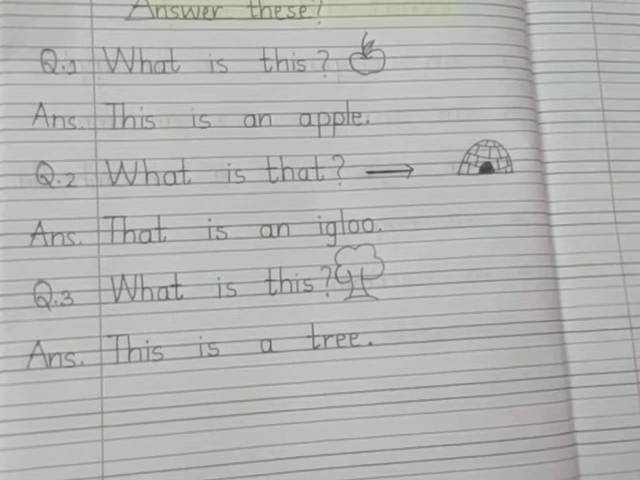 Answer these?
Q.1 What is this?
Ans. This is an apple.
Q.2 What is that? →
Ans. That is an igloo.
Q.3 What is this?
Ans. This is a tree.